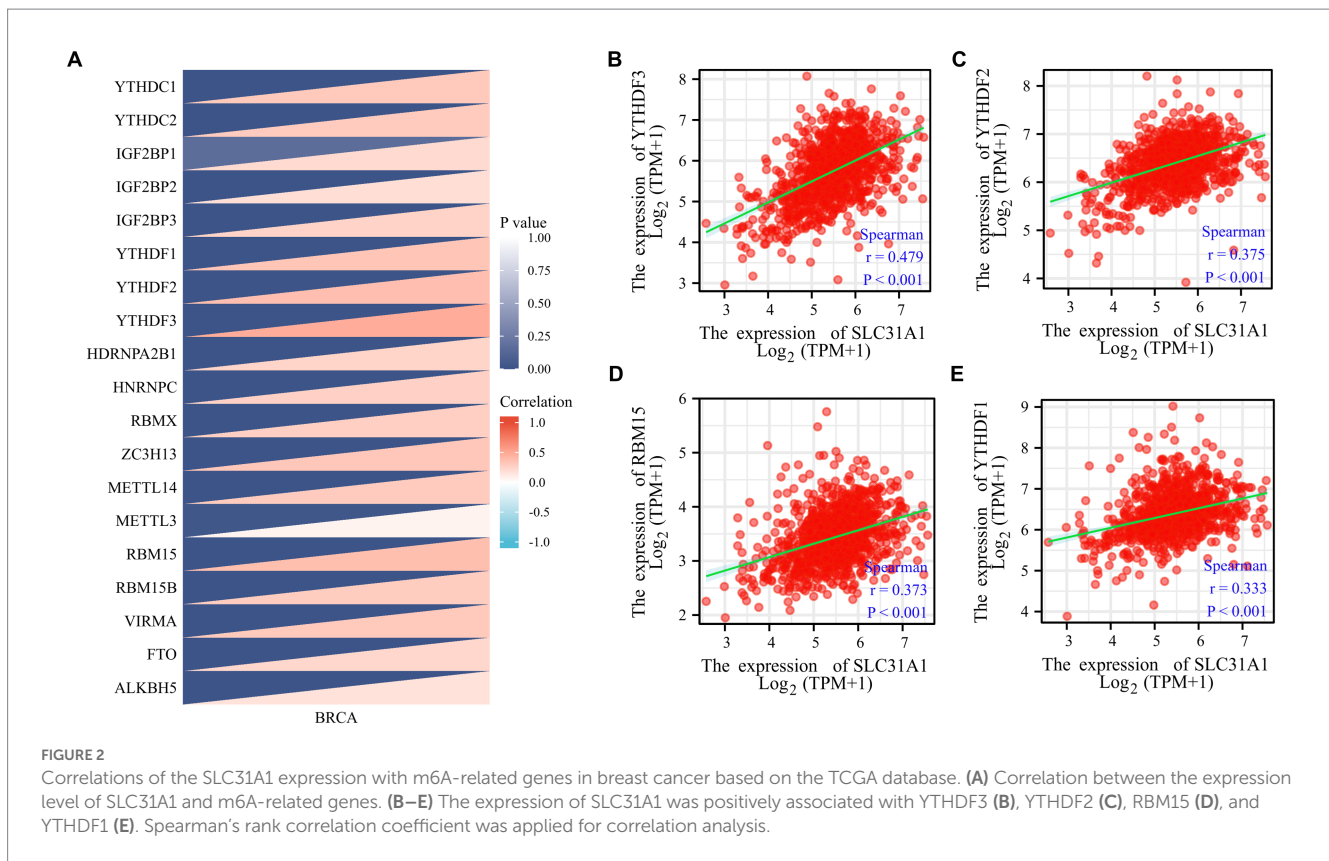 A
YTHDC1
YTHDC2
IGF2BP1
IGF2BP2
IGF2BP3
YTHDF1
YTHDF2
YTHDF3
HDRNPA2B1
HNRNPC
RBMX
ZC3H13
METTL14
METTL3
RBM15
RBM15B
VIRMA
FTO
ALKBH5
BRCA
P value
1.00
0.75
0.50
0.25
0.00
Correlation
1.0
0.5
0.0
-0.5
-1.0
B
The expression of YTHDF3
Log2 (TPM+1)
8
7
6
5
4
3
Spearman
r = 0.479
P < 0.001
3 4 5 6 7
The expression of SLC31A1
Log2 (TPM+1)
C
The expression of YTHDF2
Log2 (TPM+1)
8
7
6
5
4
Spearman
r = 0.375
P < 0.001
3 4 5 6 7
The expression of SLC31A1
Log2 (TPM+1)
D
The expression of RBM15
Log2 (TPM+1)
6
5
4
3
2
Spearman
r = 0.373
P < 0.001
3 4 5 6 7
The expression of SLC31A1
Log2 (TPM+1)
E
The expression of YTHDF1
Log2 (TPM+1)
9
8
7
6
5
4
Spearman
r = 0.333
P < 0.001
3 4 5 6 7
The expression of SLC31A1
Log2 (TPM+1)
FIGURE 2
Correlations of the SLC31A1 expression with m6A-related genes in breast cancer based on the TCGA database. (A) Correlation between the expression
level of SLC31A1 and m6A-related genes. (B–E) The expression of SLC31A1 was positively associated with YTHDF3 (B), YTHDF2 (C), RBM15 (D), and
YTHDF1 (E). Spearman's rank correlation coefficient was applied for correlation analysis.